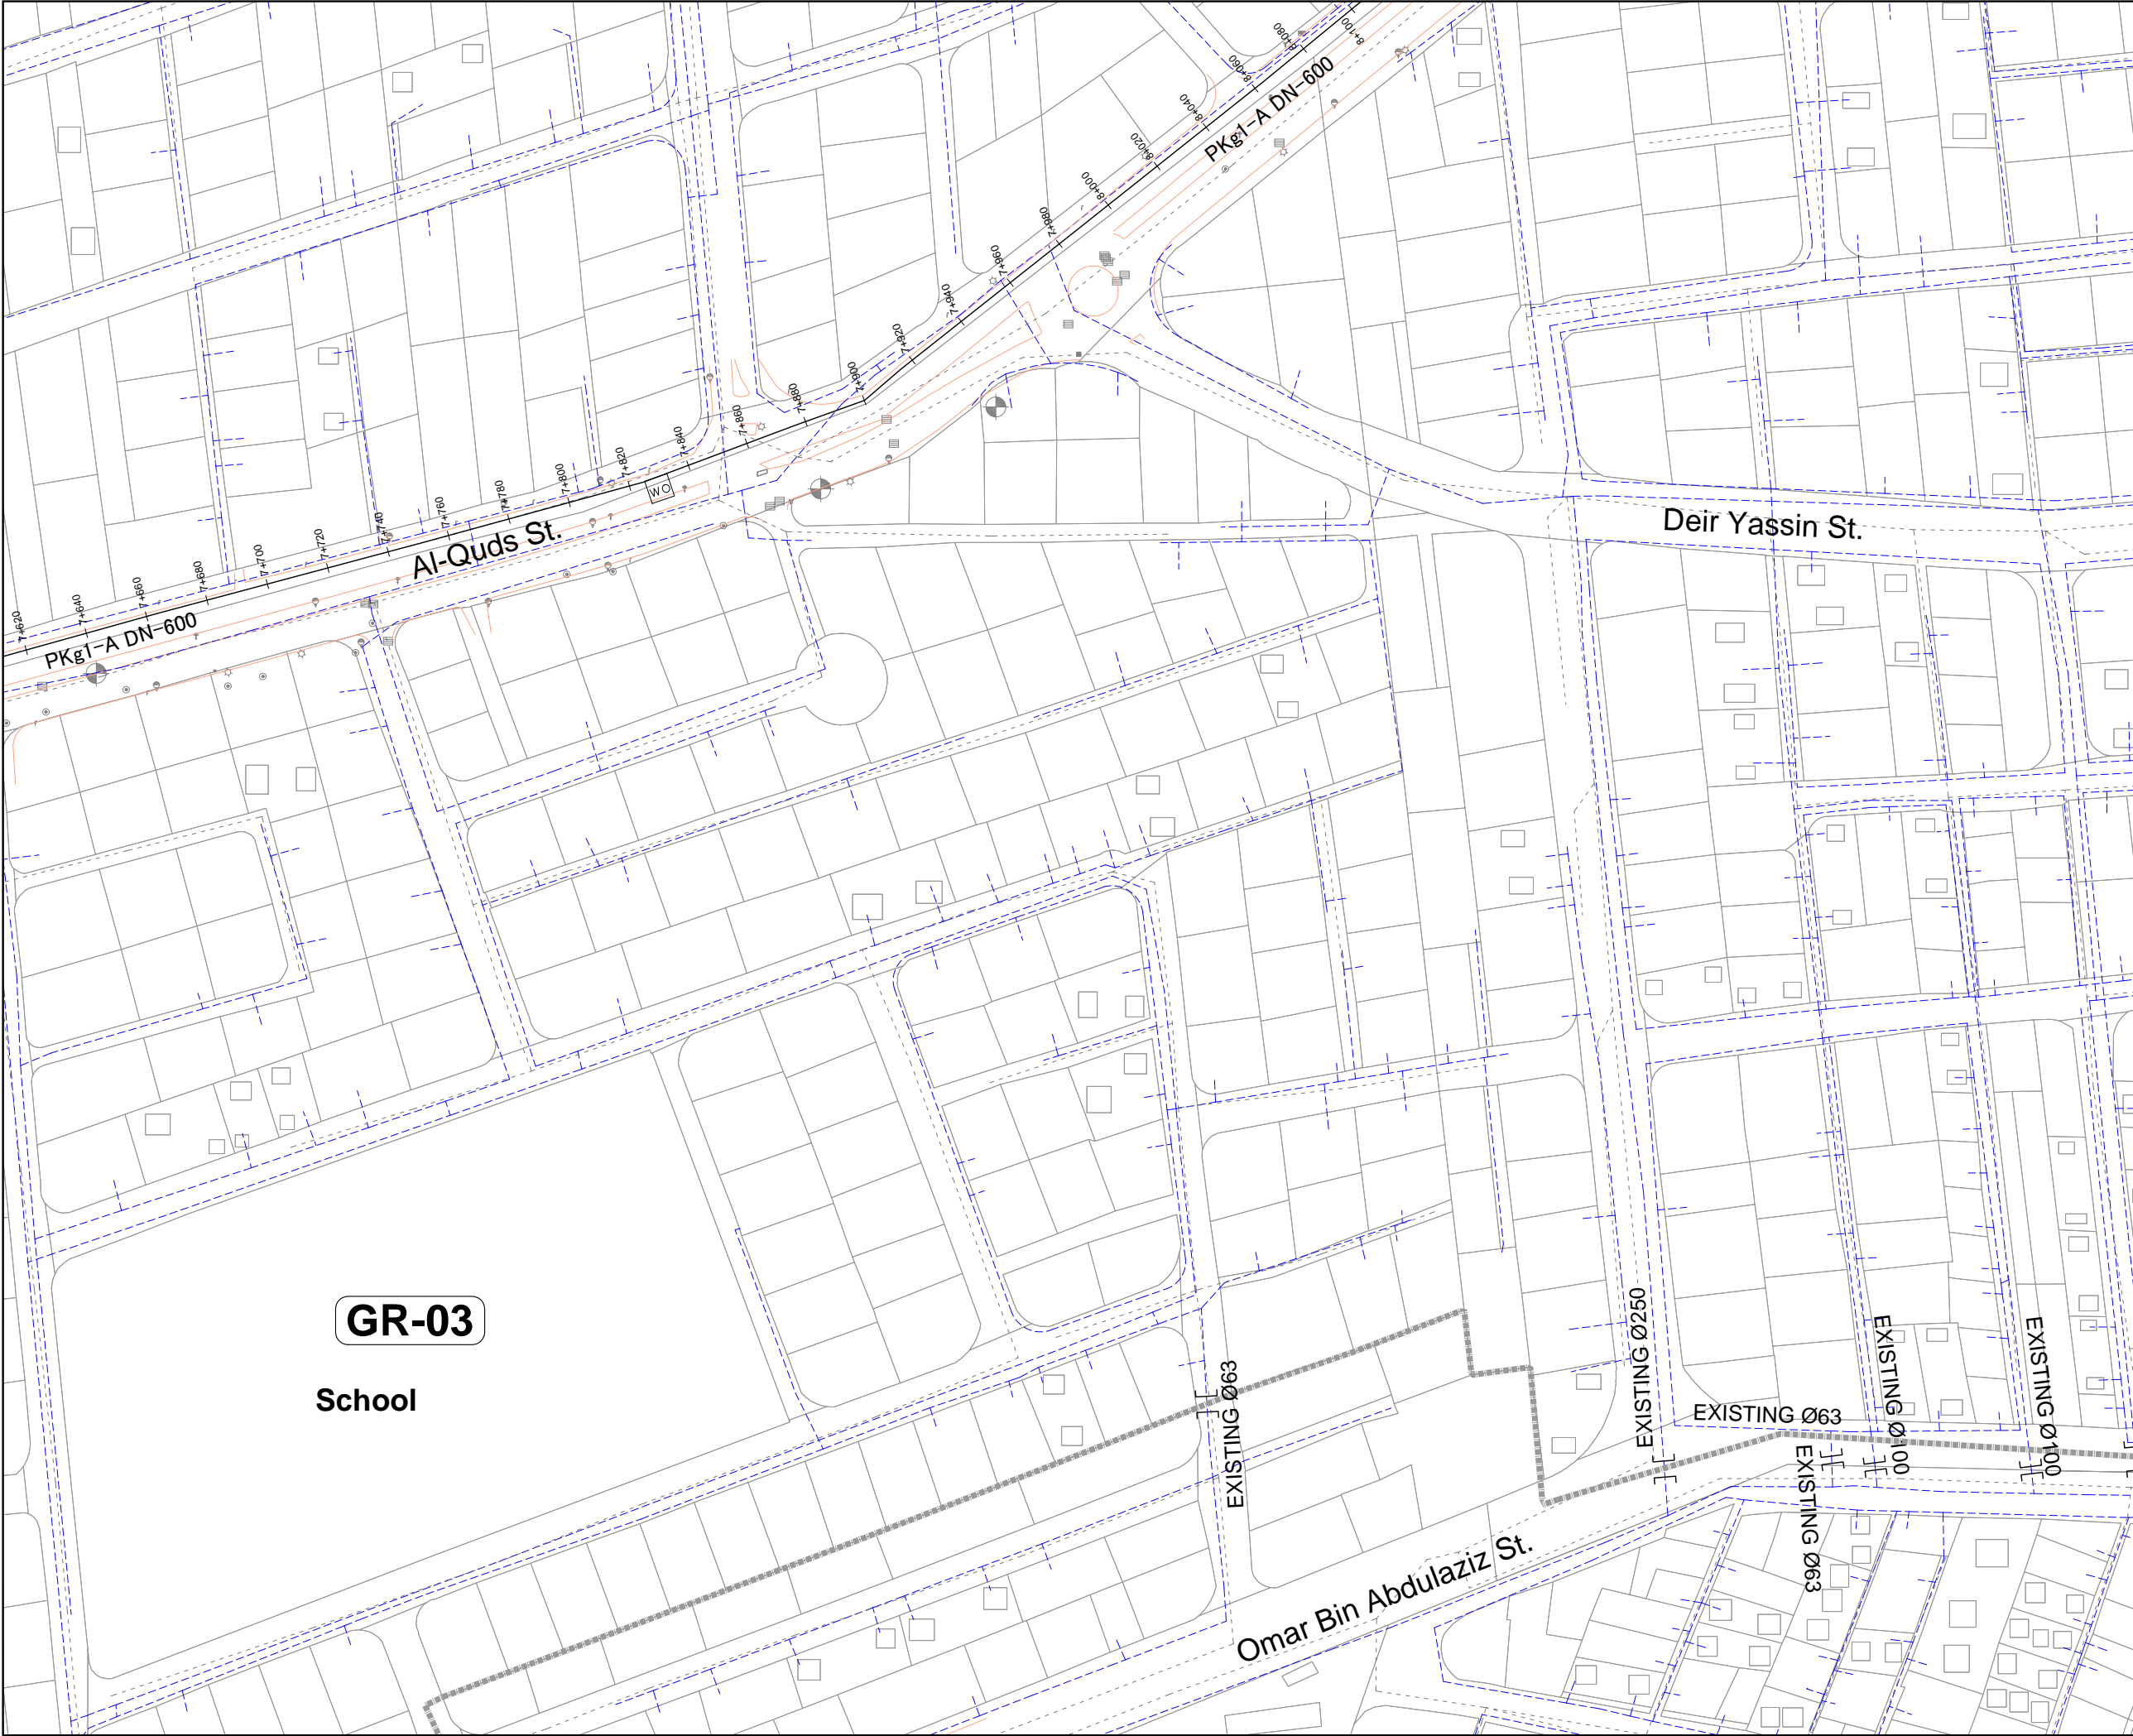 8+100
8+080
8+060
8+040
8+020
8+000
7+980
7+960
7+940
7+920
7+900
7+880
7+860
7+840
7+820
7+800
7+780
7+760
7+740
7+720
7+700
7+680
7+660
7+640
7+620
PKg1-A DN-600
PKg1-A DN-600
WO
Al-Quds St.
Deir Yassin St.
GR-03
School
EXISTING Ø63
EXISTING Ø250
EXISTING Ø63
EXISTING Ø100
EXISTING Ø100
EXISTING Ø63
Omar Bin Abdulaziz St.